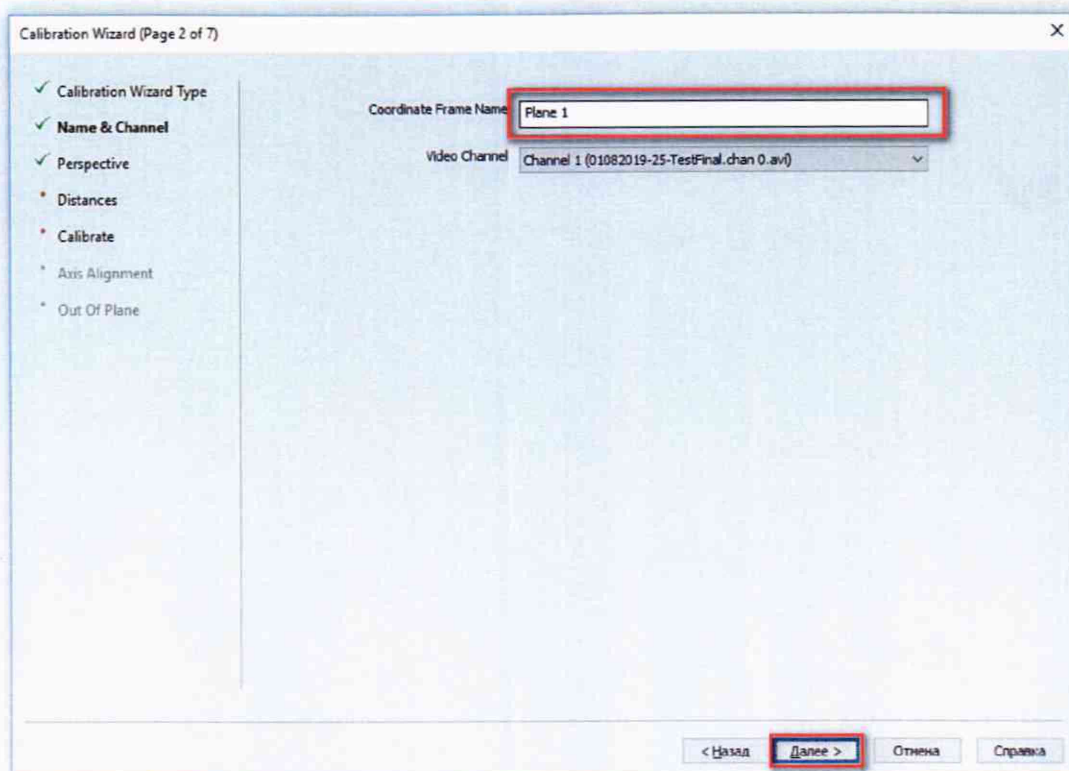 Calibration Wizard (Page 2 of 7)
Calibration Wizard Type
Name & Channel
Perspective
Distances
Calibrate
Axis Alignment
Out Of Plane
Coordinate Frame Name
Plane 1
Video Channel
Channel 1 (01082019-25-TestFinal.chan 0.avi)
< Назад
Далее >
Отмена
Справка